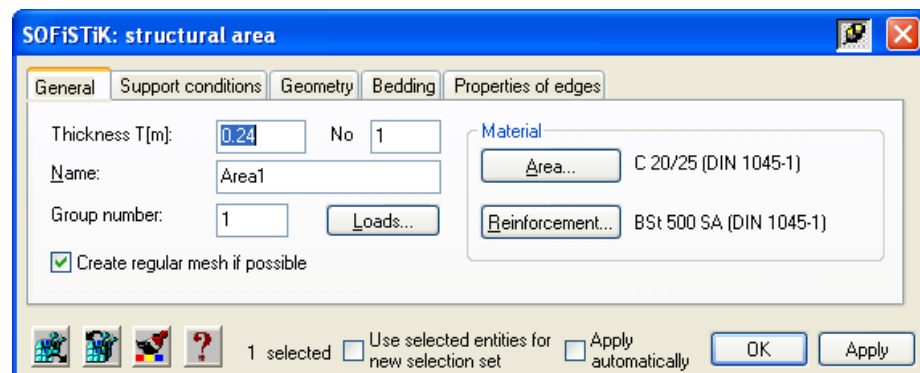 SOFiSTiK: structural area
General Support conditions Geometry Bedding Properties of edges
Thickness T[m]: 0.24 No 1
Material
Area... C 20/25 (DIN 1045-1)
Name: Area1
Group number: 1 Loads...
Reinforcement... BSt 500 SA (DIN 1045-1)
Create regular mesh if possible
? 1 selected Use selected entities for new selection set Apply automatically OK Apply